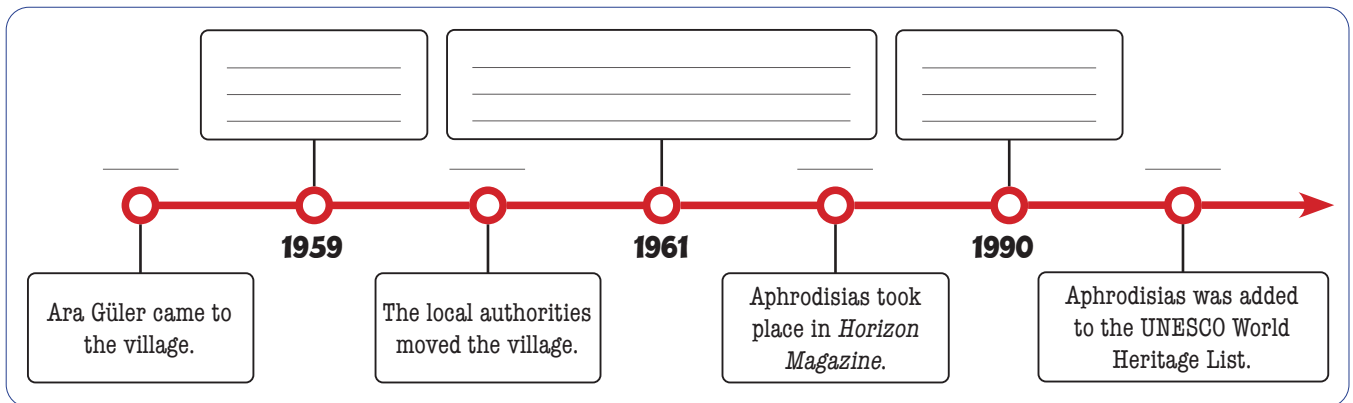 1959
1961
1990
Ara Güler came to
the village.
The local authorities
moved the village.
Aphrodisias took
place in Horizon
Magazine.
Aphrodisias was added
to the UNESCO World
Heritage List.